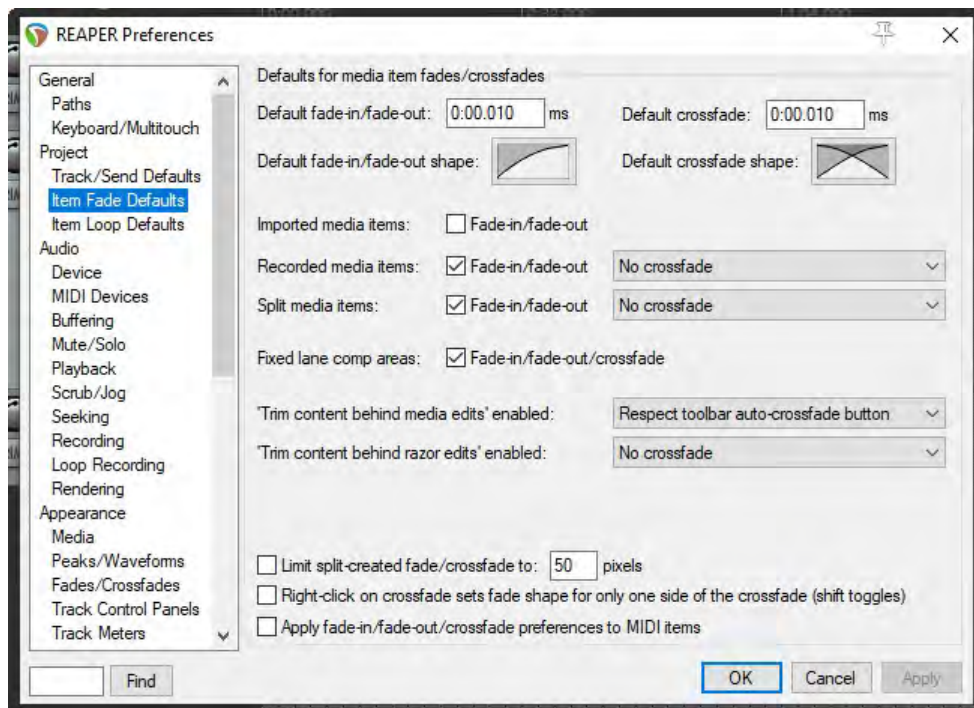 REAPER Preferences
General
Paths
Keyboard/Multitouch
Project
Track/Send Defaults
Item Fade Defaults
Item Loop Defaults
Audio
Device
MIDI Devices
Buffering
Mute/Solo
Playback
Scrub/Jog
Seeking
Recording
Loop Recording
Rendering
Appearance
Media
Peaks/Waveforms
Fades/Crossfades
Track Control Panels
Track Meters
Find
Defaults for media item fades/crossfades
Default fade-in/fade-out: 0:00.010 ms Default crossfade: 0:00.010 ms
Default fade-in/fade-out shape: Default crossfade shape:
Imported media items: Fade-in/fade-out
Recorded media items: Fade-in/fade-out No crossfade
Split media items: Fade-in/fade-out No crossfade
Fixed lane comp areas: Fade-in/fade-out/crossfade
'Trim content behind media edits' enabled: Respect toolbar auto-crossfade button
'Trim content behind razor edits' enabled: No crossfade
Limit split-created fade/crossfade to: 50 pixels
Right-click on crossfade sets fade shape for only one side of the crossfade (shift toggles)
Apply fade-in/fade-out/crossfade preferences to MIDI items
OK Cancel Apply